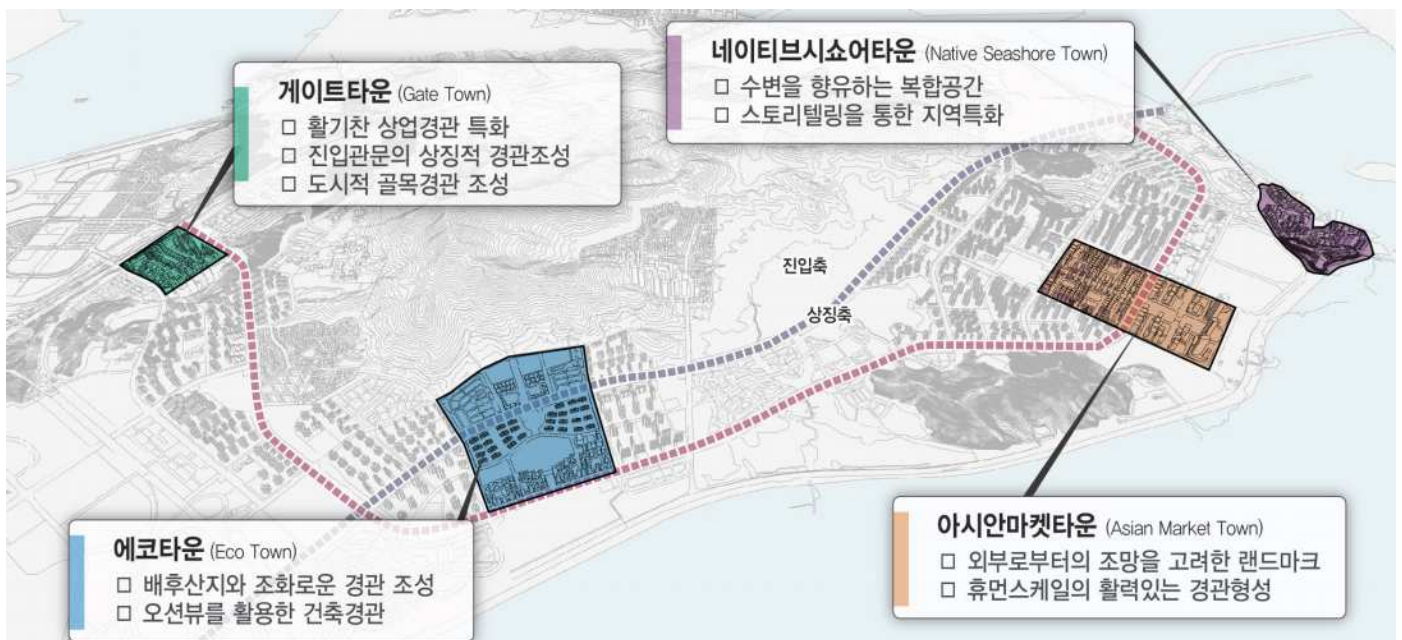 네이티브시쇼어타운 (Native Seashore Town)
□ 수변을 향유하는 복합공간
□ 스토리텔링을 통한 지역특화
게이트타운 (Gate Town)
□ 활기찬 상업경관 특화
□ 진입관문의 상징적 경관조성
□ 도시적 골목경관 조성
진입축
상징축
에코타운 (Eco Town)
□ 배후산지와 조화로운 경관 조성
□ 오션뷰를 활용한 건축경관
아시안마켓타운 (Asian Market Town)
□ 외부로부터의 조망을 고려한 랜드마크
□ 휴먼스케일의 활력있는 경관형성